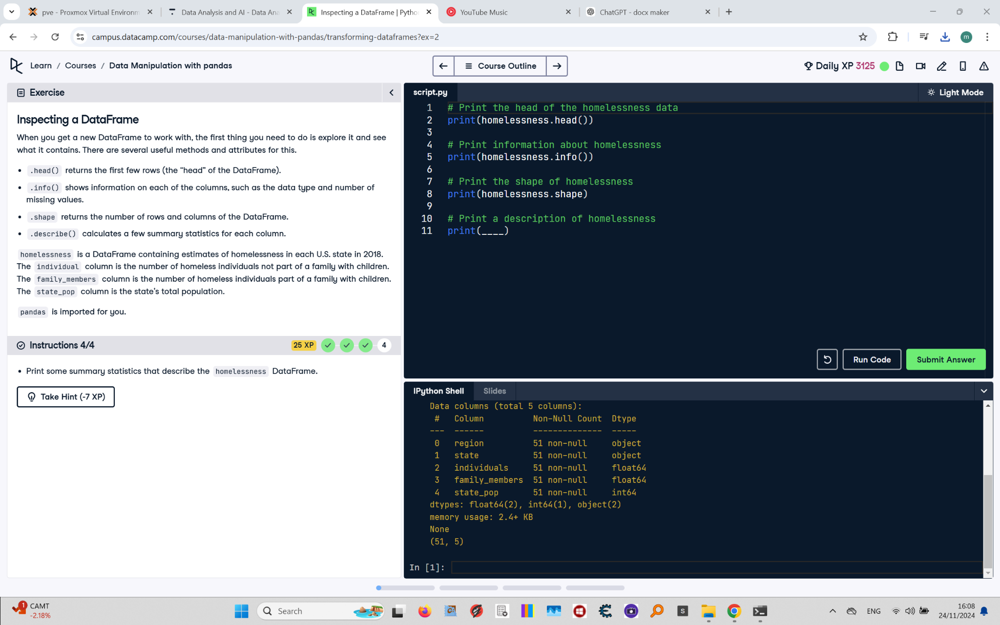 pve - Proxmox Virtual Environm
Data Analysis and AI - Data Ana
Inspecting a DataFrame | Pytho
YouTube Music
ChatGPT - docx maker
campus.datacamp.com/courses/data-manipulation-with-pandas/transforming-dataframes?ex=2
m
Learn / Courses / Data Manipulation with pandas
Course Outline
Daily XP 3125
Exercise
Inspecting a DataFrame
When you get a new DataFrame to work with, the first thing you need to do is explore it and see
what it contains. There are several useful methods and attributes for this.
• .head() returns the first few rows (the “head” of the DataFrame).
• .info() shows information on each of the columns, such as the data type and number of
missing values.
• .shape returns the number of rows and columns of the DataFrame.
• .describe() calculates a few summary statistics for each column.
homelessness is a DataFrame containing estimates of homelessness in each U.S. state in 2018.
The individual column is the number of homeless individuals not part of a family with children.
The family_members column is the number of homeless individuals part of a family with children.
The state_pop column is the state's total population.
pandas is imported for you.
Instructions 4/4
25 XP
4
• Print some summary statistics that describe the homelessness DataFrame.
Take Hint (-7 XP)
script.py
Light Mode
1 # Print the head of the homelessness data
2 print(homelessness.head())
3
4 # Print information about homelessness
5 print(homelessness.info())
6
7 # Print the shape of homelessness
8 print(homelessness.shape)
9
10 # Print a description of homelessness
11 print(____)
Run Code
Submit Answer
IPython Shell
Slides
Data columns (total 5 columns):
# Column Non-Null Count Dtype
--- ------ -------------- -----
0 region 51 non-null object
1 state 51 non-null object
2 individuals 51 non-null float64
3 family_members 51 non-null float64
4 state_pop 51 non-null int64
dtypes: float64(2), int64(1), object(2)
memory usage: 2.4+ KB
None
(51, 5)
In [1]:
1
CAMT
-2.18%
Search
S
ENG
16:08
24/11/2024